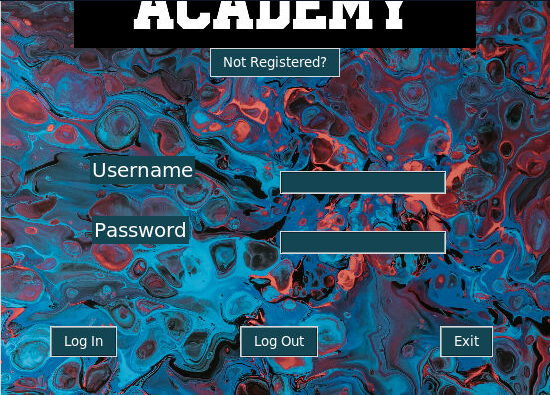 ACADEMY
Not Registered?
Username
Password
Log In
Log Out
Exit